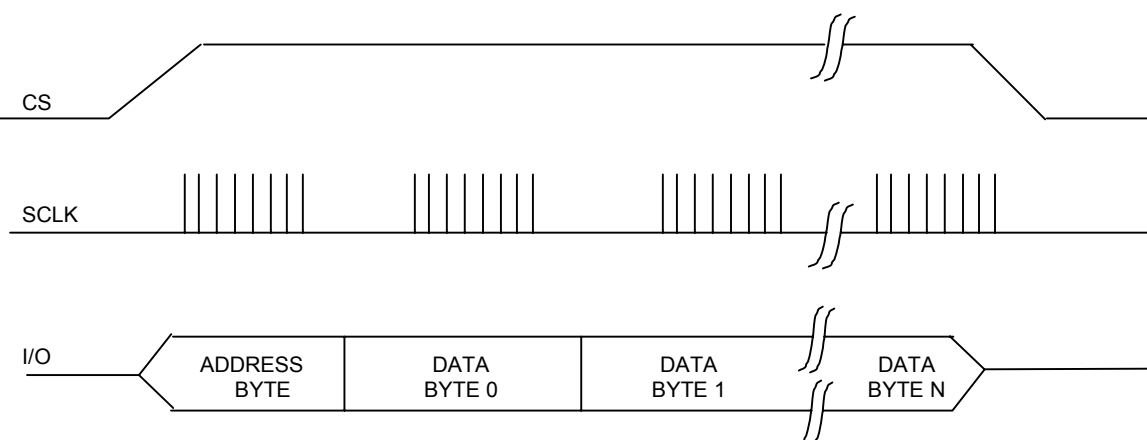 CS
SCLK
I/O
ADDRESS
BYTE
DATA
BYTE 0
DATA
BYTE 1
DATA
BYTE N